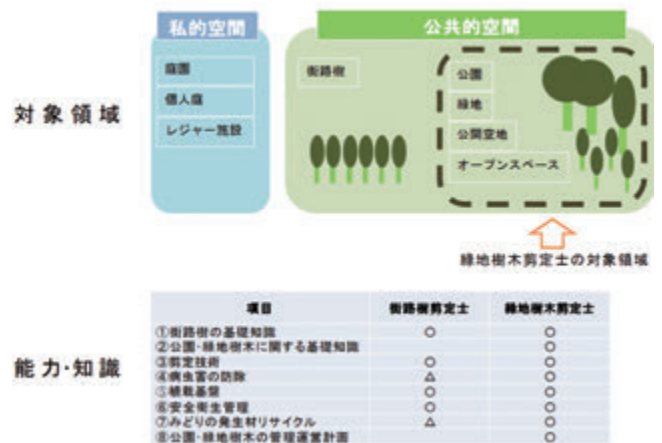 私的空間
公共的空間
対象領域
庭園
個人庭
レジャー施設
街路樹
公園
緑地
公開空地
オープンスペース
緑地樹木剪定士の対象領域
能力・知識
項目 街路樹剪定士 緑地樹木剪定士
①街路樹の基礎知識 ○ ○
②公園・緑地樹木に関する基礎知識 ○
③剪定技術 ○ ○
④病虫害の防除 △ ○
⑤植栽基盤 ○ ○
⑥安全衛生管理 ○ ○
⑦みどりの発生材リサイクル △ ○
⑧公園・緑地樹木の管理運営計画 ○